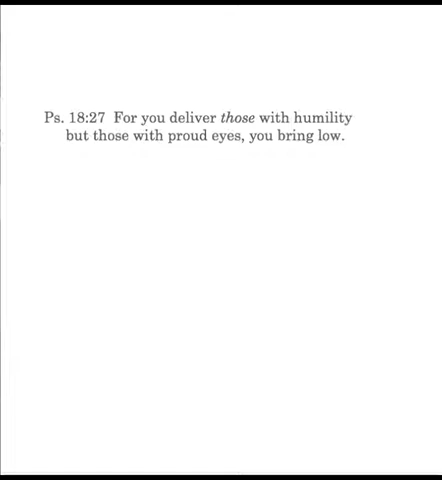 Ps. 18:27 For you deliver those with humility
but those with proud eyes, you bring low.